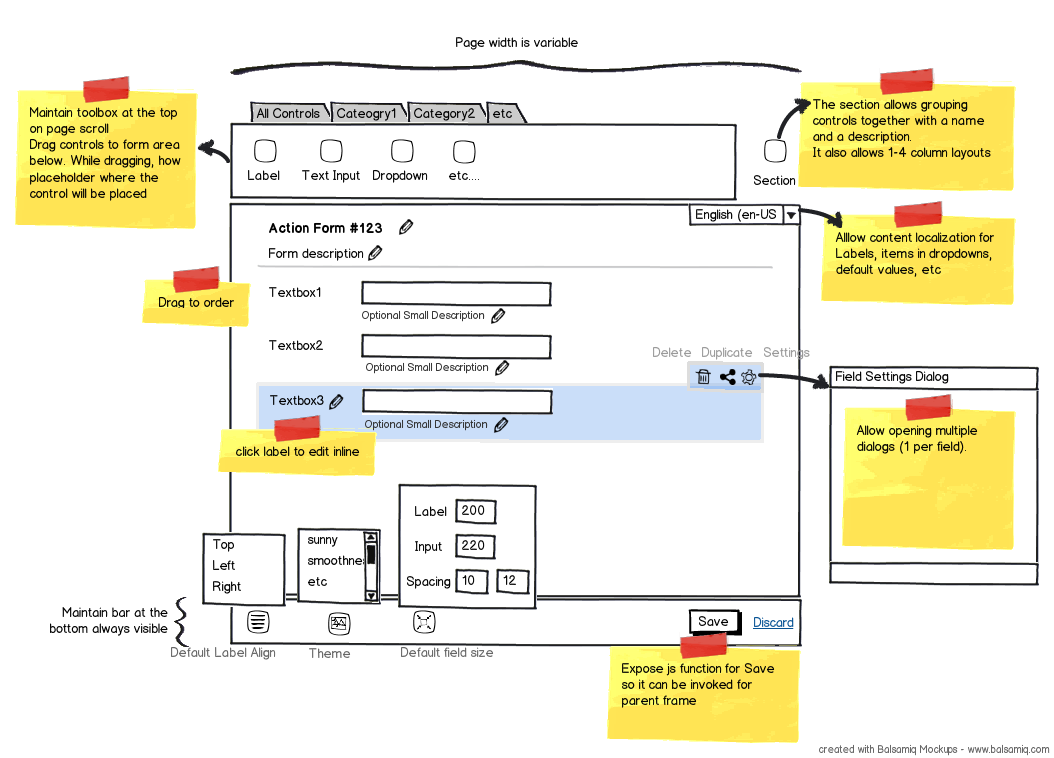 Page width is variable
Maintain toolbox at the top
on page scroll
Drag controls to form area
below. While dragging, how
placeholder where the
control will be placed
All Controls
Cateogry1
Category2
etc
Label
Text Input
Dropdown
etc....
Section
The section allows grouping
controls together with a name
and a description.
It also allows 1-4 column layouts
English (en-US
Alllow content localization for
Labels, items in dropdowns,
default values, etc
Action Form #123
Form description
Drag to order
Textbox1
Optional Small Description
Textbox2
Optional Small Description
Delete
Duplicate
Settings
Textbox3
Optional Small Description
click label to edit inline
Field Settings Dialog
Allow opening multiple
dialogs (1 per field).
Top
Left
Right
sunny
smoothne
etc
Label
200
Input
220
Spacing
10
12
Maintain bar at the
bottom always visible
Default Label Align
Theme
Default field size
Save
Discard
Expose js function for Save
so it can be invoked for
parent frame
created with Balsamiq Mockups - www.balsamiq.com